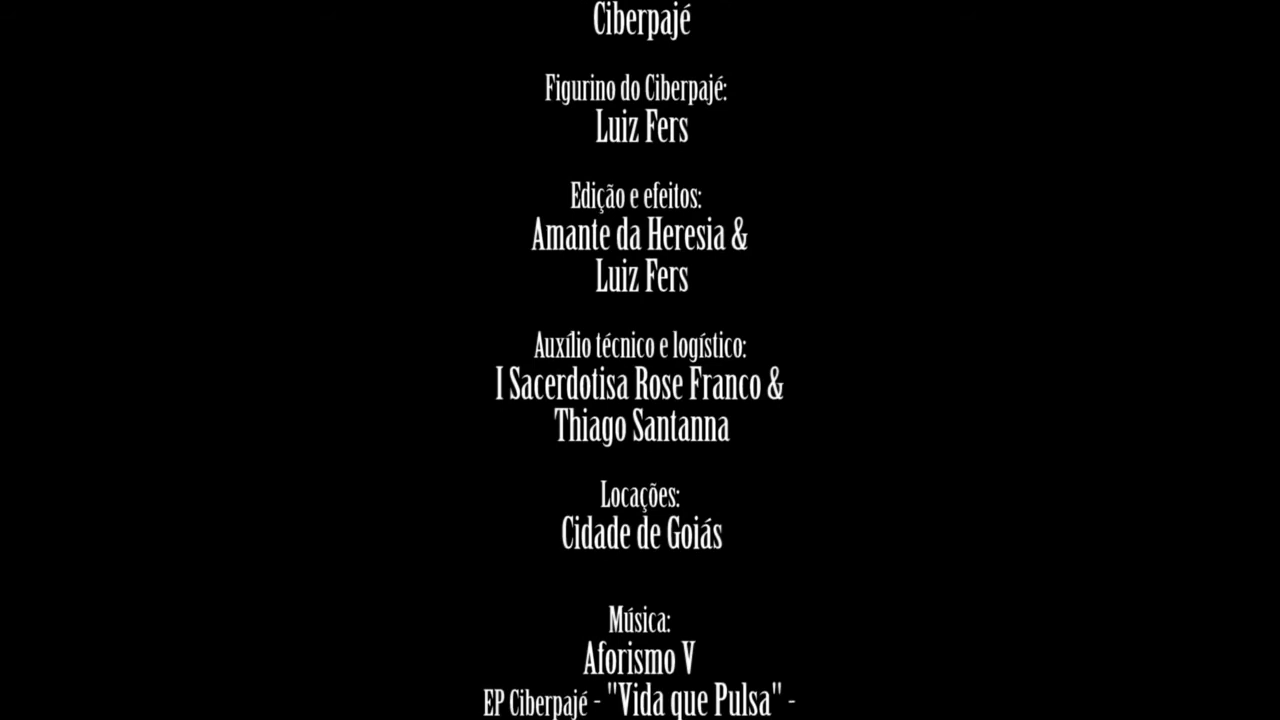 Ciberpajé
Figurino do Ciberpajé:
Luiz Fers
Edição e efeitos:
Amante da Heresia &
Luiz Fers
Auxílio técnico e logístico:
I Sacerdotisa Rose Franco &
Thiago Santanna
Locações:
Cidade de Goiás
Música:
Aforismo V
EP Ciberpajé - "Vida que Pulsa" -